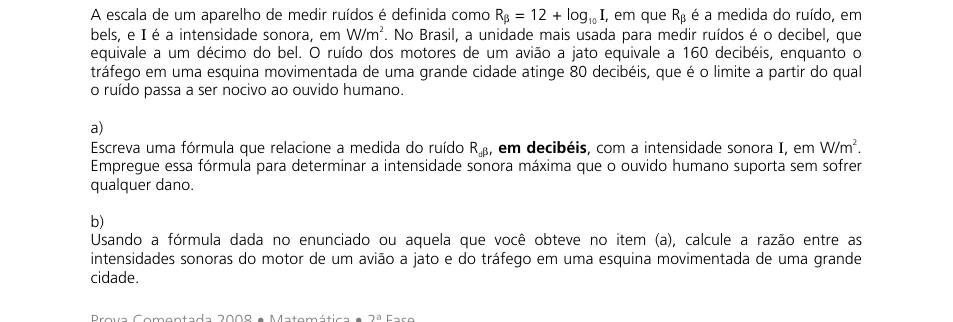 A escala de um aparelho de medir ruídos é definida como Rβ = 12 + log₁₀ I, em que Rβ é a medida do ruído, em
bels, e I é a intensidade sonora, em W/m². No Brasil, a unidade mais usada para medir ruídos é o decibel, que
equivale a um décimo do bel. O ruído dos motores de um avião a jato equivale a 160 decibéis, enquanto o
tráfego em uma esquina movimentada de uma grande cidade atinge 80 decibéis, que é o limite a partir do qual
o ruído passa a ser nocivo ao ouvido humano.
a)
Escreva uma fórmula que relacione a medida do ruído Rdβ, em decibéis, com a intensidade sonora I, em W/m².
Empregue essa fórmula para determinar a intensidade sonora máxima que o ouvido humano suporta sem sofrer
qualquer dano.
b)
Usando a fórmula dada no enunciado ou aquela que você obteve no item (a), calcule a razão entre as
intensidades sonoras do motor de um avião a jato e do tráfego em uma esquina movimentada de uma grande
cidade.
Prova Comentada 2008 • Matemática • 2ª Fase